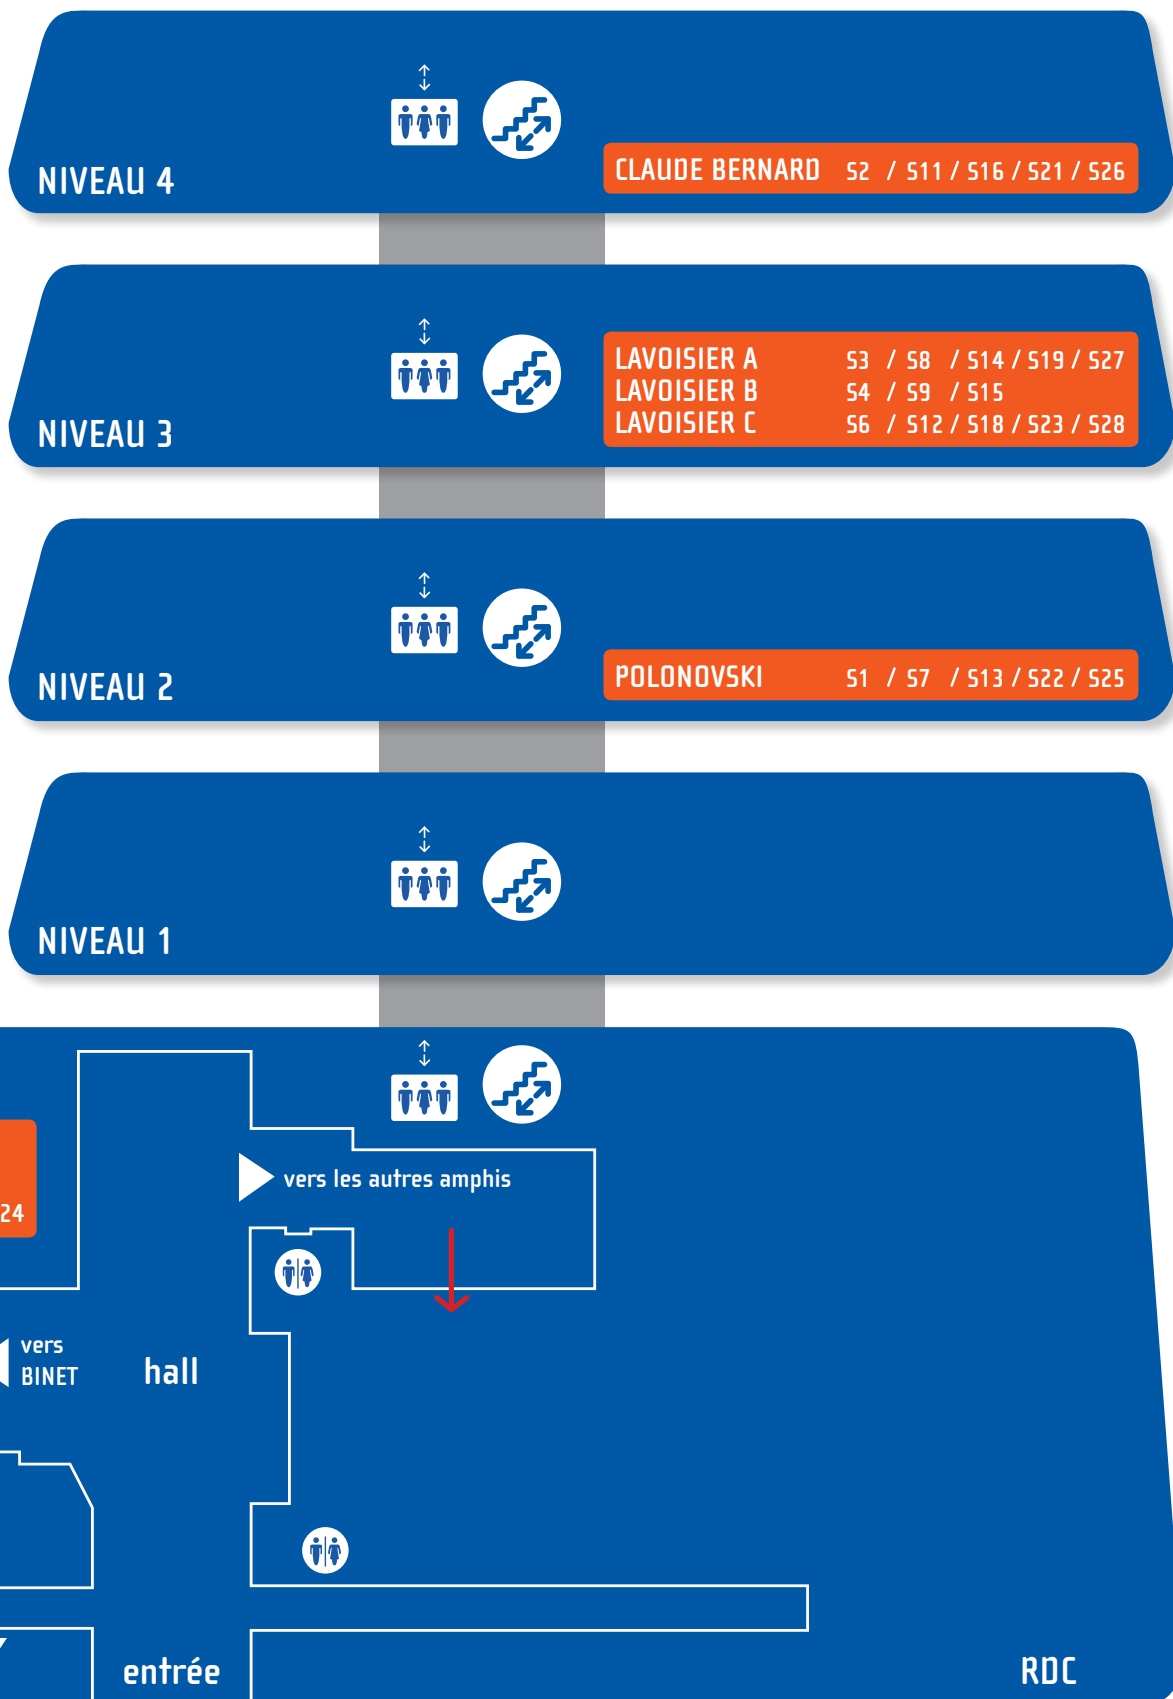 NIVEAU 4
CLAUDE BERNARD S2 / S11 / S16 / S21 / S26
NIVEAU 3
LAVOISIER A S3 / S8 / S14 / S19 / S27
LAVOISIER B S4 / S9 / S15
LAVOISIER C S6 / S12 / S18 / S23 / S28
NIVEAU 2
POLONOVSKI S1 / S7 / S13 / S22 / S25
NIVEAU 1
vers les autres amphis
24
vers
BINET
hall
entrée
RDC